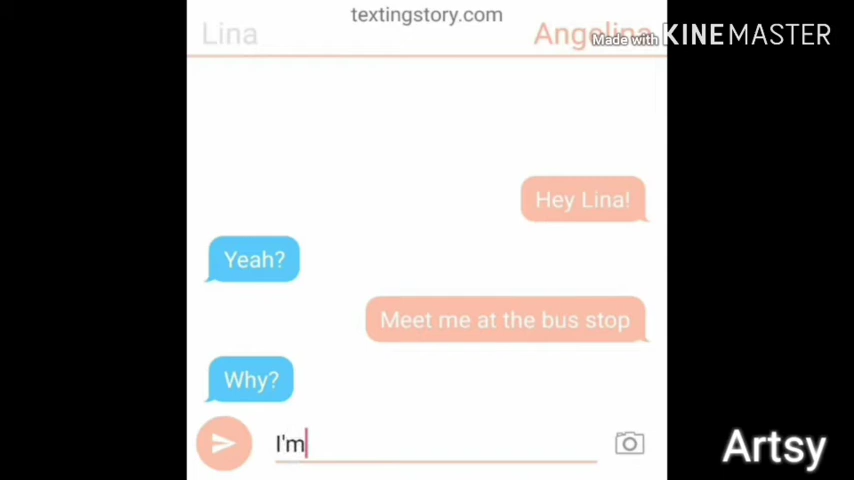 textingstory.com
Lina
Angelina
Made with KINEMASTER
Hey Lina!
Yeah?
Meet me at the bus stop
Why?
I'm
Artsy